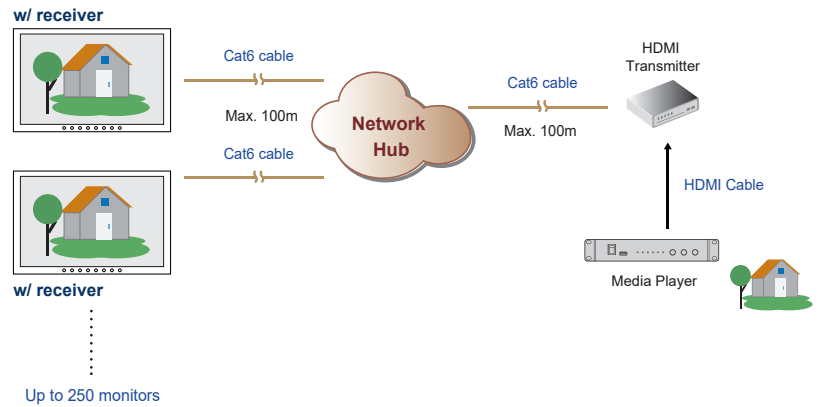 w/ receiver
Cat6 cable
Max. 100m
Cat6 cable
Network
Hub
Cat6 cable
Max. 100m
HDMI
Transmitter
HDMI Cable
Media Player
w/ receiver
Up to 250 monitors